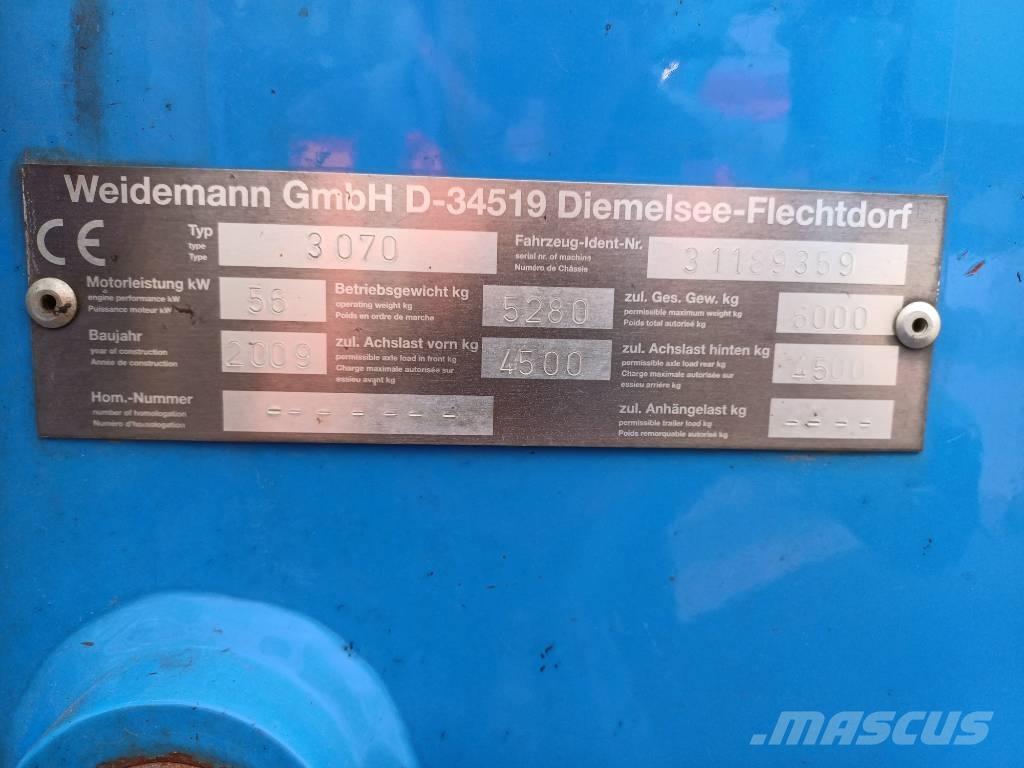 Weidemann GmbH D-34519 Diemelsee-Flechtdorf
CE
Typ
type
Type
3070
Fahrzeug-Ident-Nr.
serial nr. of machine
Numéro de Châssis
31189359
Motorleistung kW
engine performance kW
Puissance moteur kW
56
Betriebsgewicht kg
operating weight kg
Poids en ordre de marche
5280
zul. Ges. Gew. kg
permissible maximum weight kg
Poids total autorisé kg
6000
Baujahr
year of construction
Année de construction
2009
zul. Achslast vorn kg
permissible axle load in front kg
Charge maximale autorisée sur
essieu avant kg
4500
zul. Achslast hinten kg
permissible axle load rear kg
Charge maximale autorisée sur
essieu arrière kg
4500
Hom.-Nummer
number of homologation
Numéro d'homologation
- - - - - - -
zul. Anhängelast kg
permissible trailer load kg
Poids remorquable autorisé kg
- - - -
MASCUS